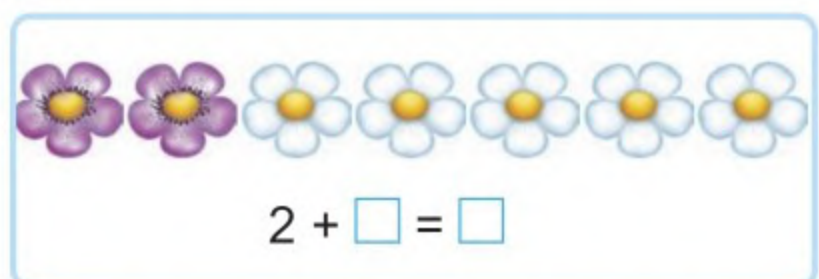 2 + □ = □